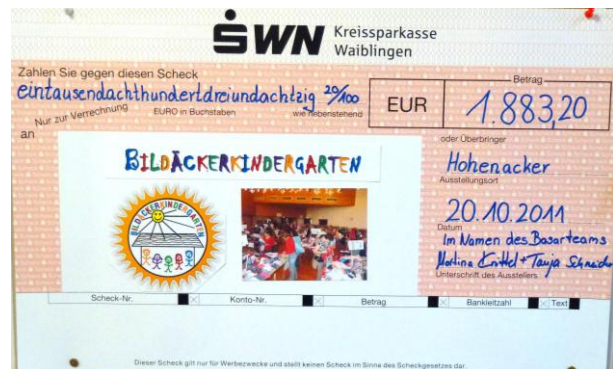 SWN Kreissparkasse
Waiblingen
Zahlen Sie gegen diesen Scheck
eintausendachthundertdreiundachtzig 20/100
Nur zur Verrechnung
EURO in Buchstaben
wie nebenstehend
EUR
Betrag
1.883,20
an
oder Überbringer
BILDÄCKERKINDERGARTEN
BILDÄCKERKINDERGARTEN
Hohenacker
Ausstellungsort
20.10.2011
Datum
Im Namen des Basarteams
Martina Knittel + Tanja Schneider
Unterschrift des Ausstellers
Scheck-Nr. Konto-Nr. Betrag Bankleitzahl Text
Dieser Scheck gilt nur für Werbezwecke und stellt keinen Scheck im Sinne des Scheckgesetzes dar.